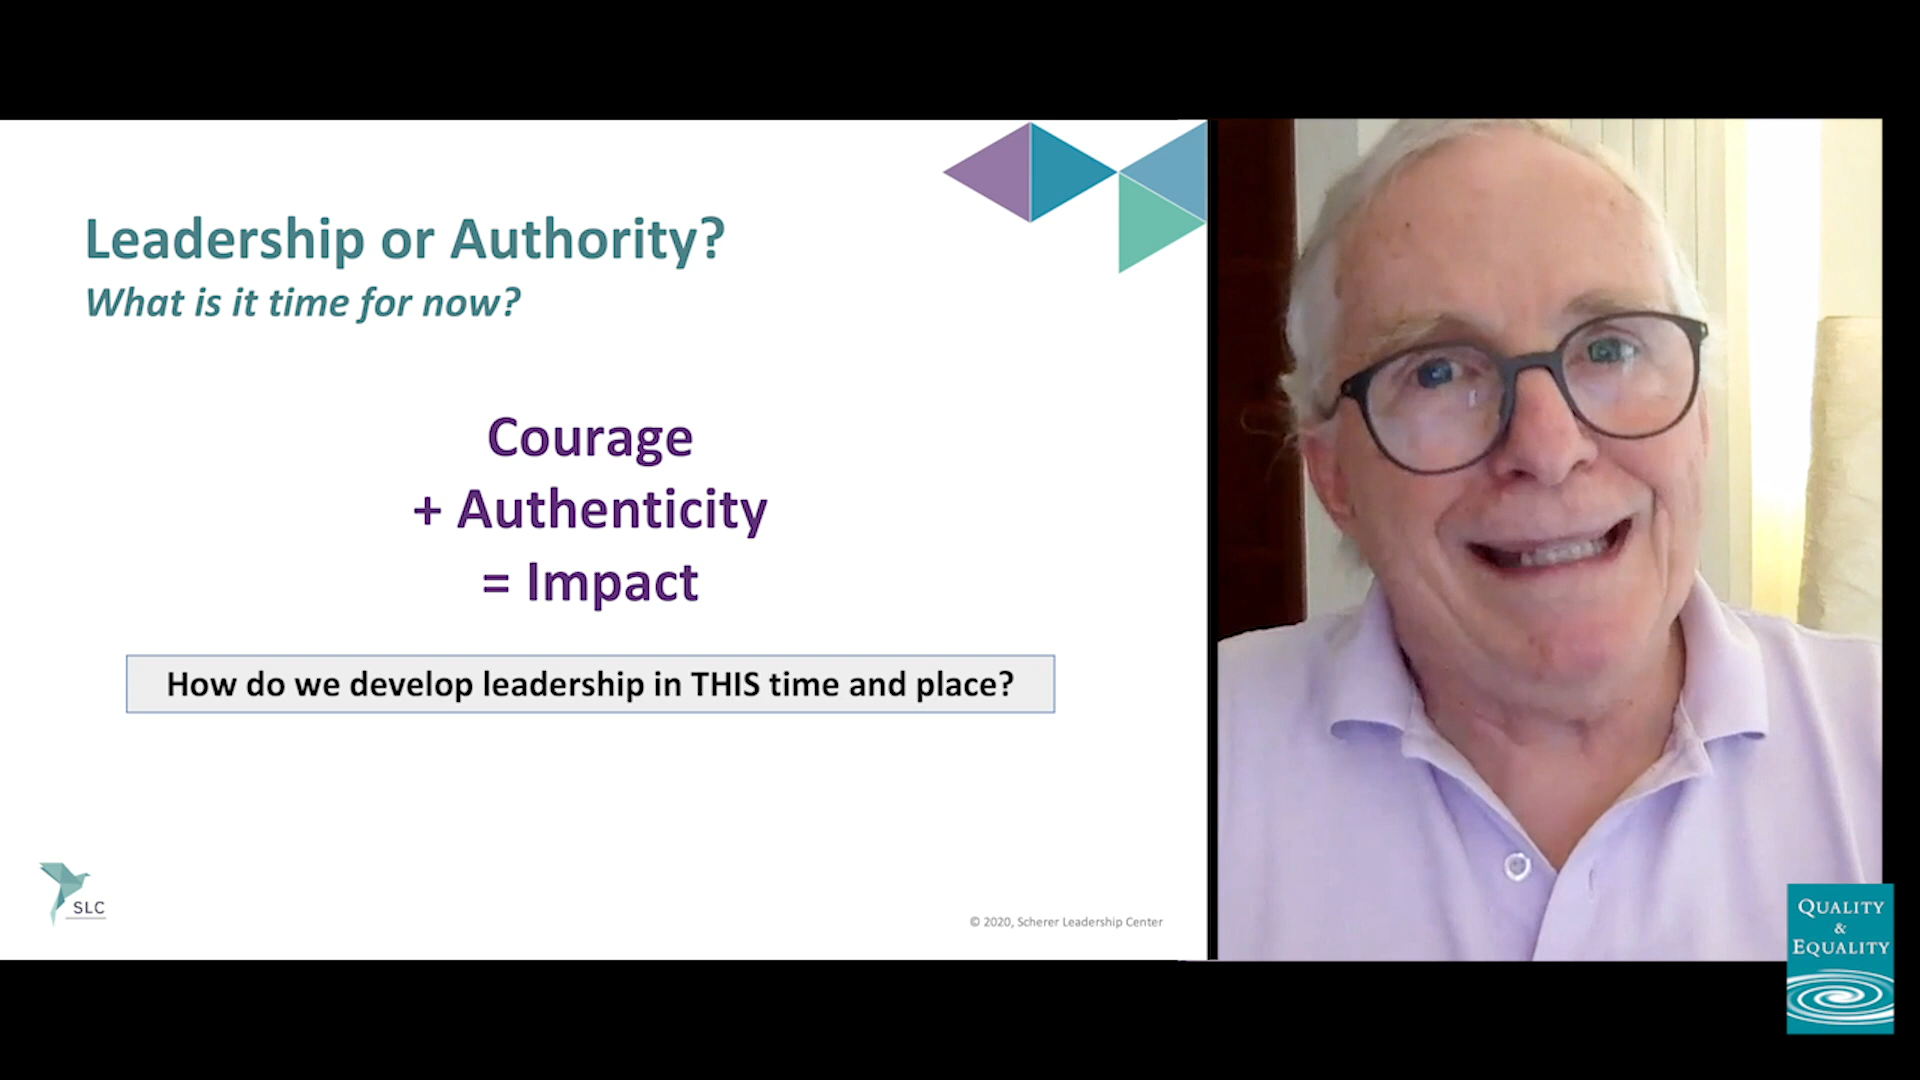 Leadership or Authority?
What is it time for now?
Courage
+ Authenticity
= Impact
How do we develop leadership in THIS time and place?
SLC
© 2020, Scherer Leadership Center
QUALITY
&
EQUALITY